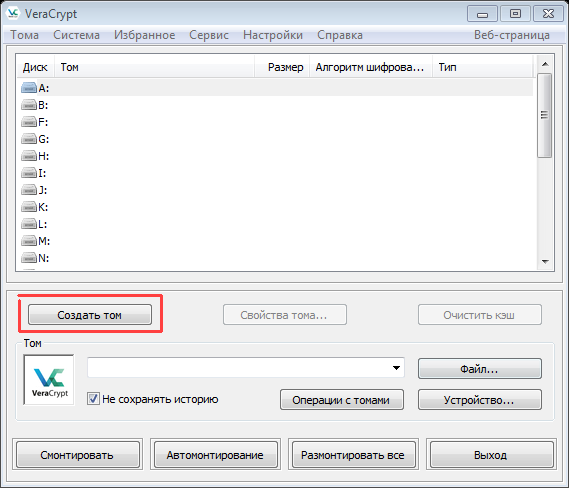 VeraCrypt
Тома Система Избранное Сервис Настройки Справка Веб-страница
Диск Том Размер Алгоритм шифрова... Тип
A:
B:
F:
G:
H:
I:
J:
K:
L:
M:
N:
Создать том Свойства тома... Очистить кэш
Том
VeraCrypt
Файл...
Не сохранять историю Операции с томами Устройство...
Смонтировать Автомонтирование Размонтировать все Выход